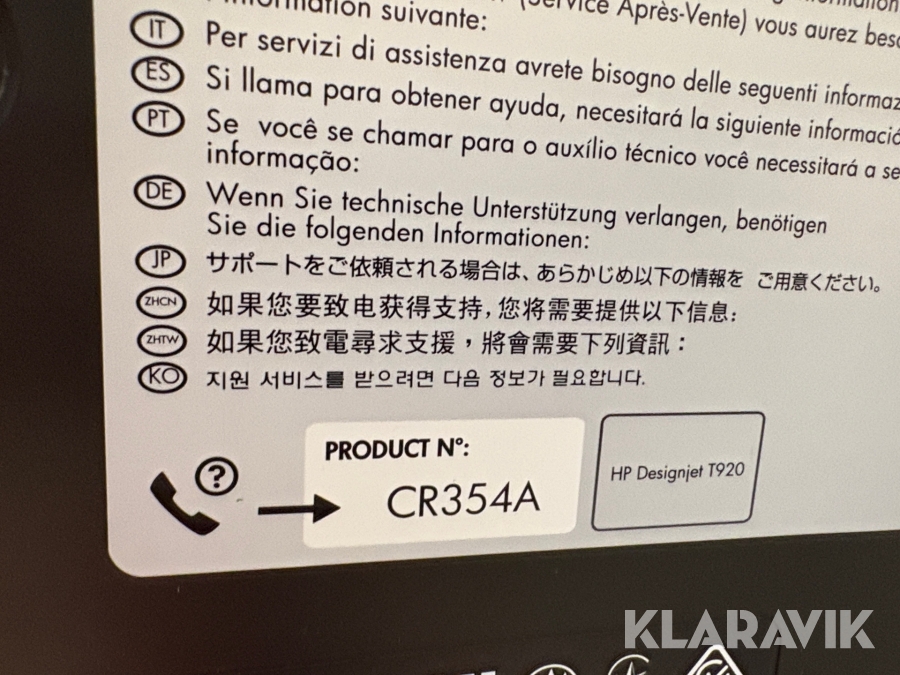 information suivante:
(Service Après-Vente) vous aurez
IT Per servizi di assistenza avrete bisogno delle seguenti
ES Si llama para obtener ayuda, necesitará la siguiente
PT Se você se chamar para o auxílio técnico você necessitará a
informação:
DE Wenn Sie technische Unterstützung verlangen, benötigen
Sie die folgenden Informationen:
JP サポートをご依頼される場合は、あらかじめ以下の情報を ご用意ください。
ZHCN 如果您要致电获得支持,您将需要提供以下信息:
ZHTW 如果您致電尋求支援，將會需要下列資訊：
KO 지원 서비스를 받으려면 다음 정보가 필요합니다.
PRODUCT Nº:
CR354A
HP Designjet T920
KLARAVIK